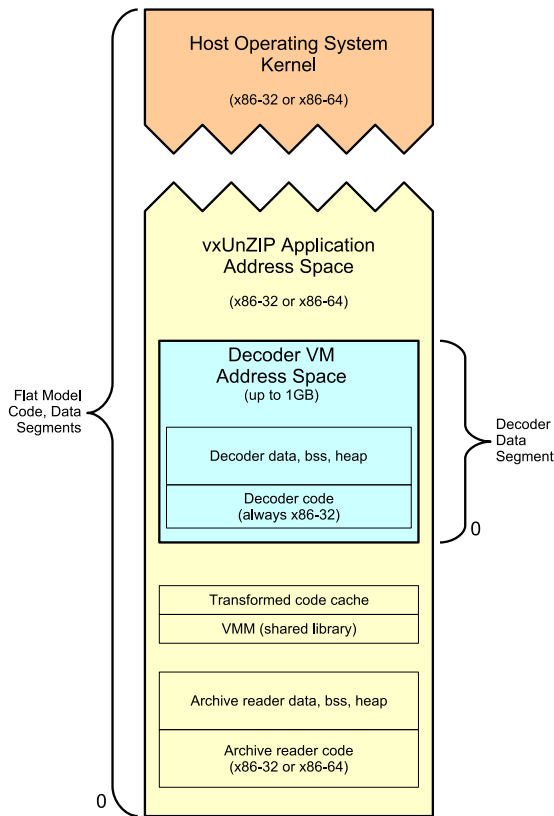 Host Operating System
Kernel
(x86-32 or x86-64)
vxUnZIP Application
Address Space
(x86-32 or x86-64)
Decoder VM
Address Space
(up to 1GB)
Decoder data, bss, heap
Decoder code
(always x86-32)
Flat Model
Code, Data
Segments
Decoder
Data
Segment
0
Transformed code cache
VMM (shared library)
Archive reader data, bss, heap
Archive reader code
(x86-32 or x86-64)
0